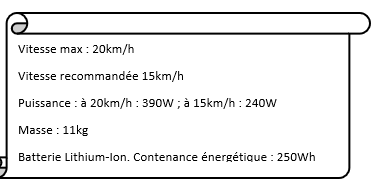 Vitesse max : 20km/h
Vitesse recommandée 15km/h
Puissance : à 20km/h : 390W ; à 15km/h : 240W
Masse : 11kg
Batterie Lithium-Ion. Contenance énergétique : 250Wh